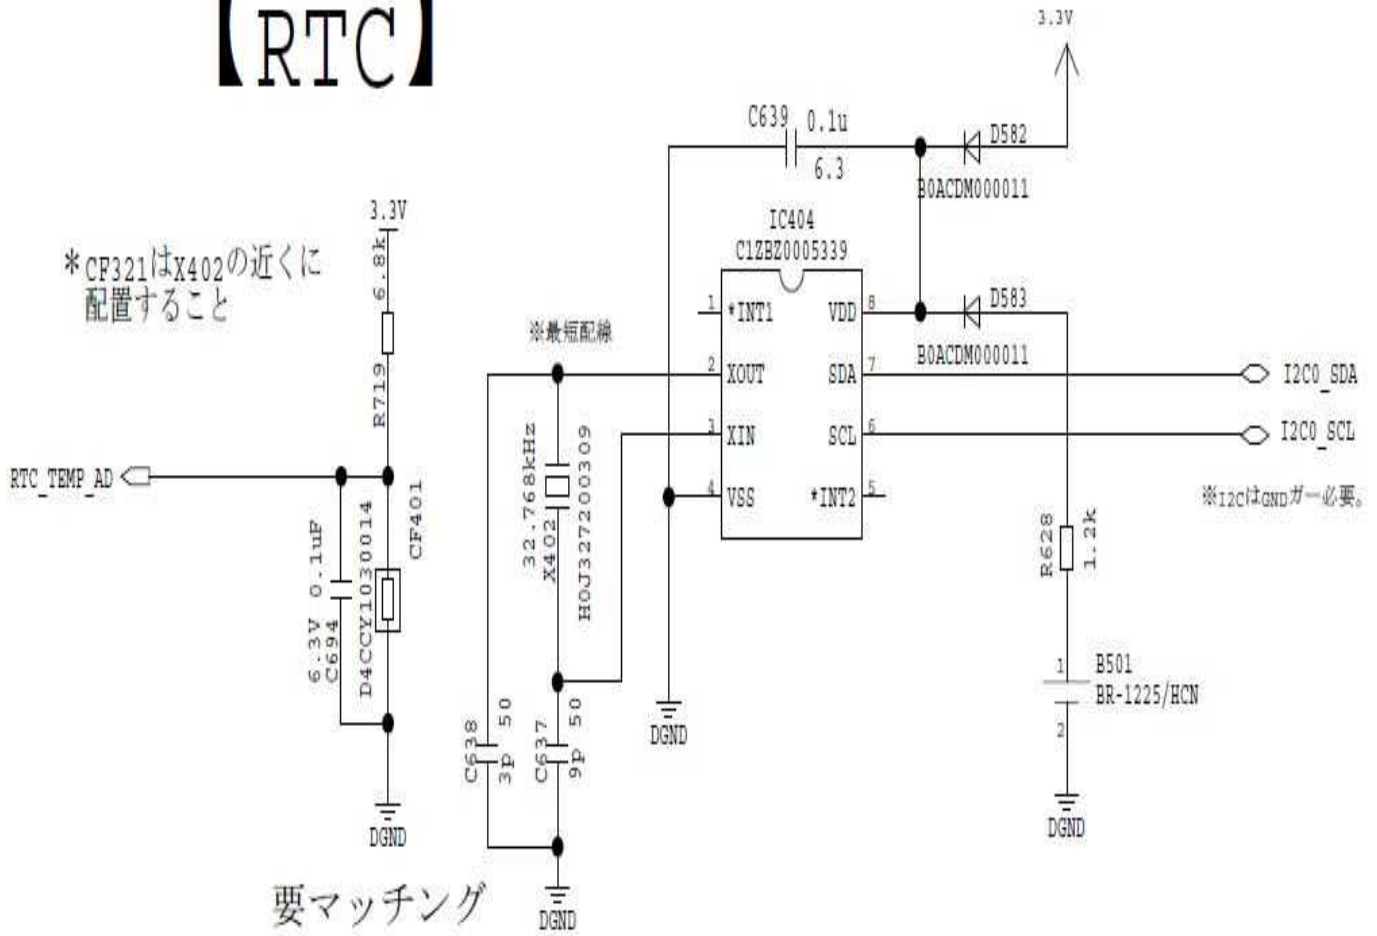 【RTC】
3.3V
C639 0.1u
6.3
D582
B0ACDM000011
IC404
C1ZBZ0005339
3.3V
*CF321はX402の近くに
配置すること
6.8k
R719
※最短配線
1 *INT1 VDD 8
D583
B0ACDM000011
2 XOUT SDA 7
I2C0_SDA
3 XIN SCL 6
I2C0_SCL
4 VSS *INT2 5
※I2CはGNDガー必要。
RTC_TEMP_AD
CF401
D4CCY1030014
6.3V 0.1uF
C694
32.768kHz
X402
H0J327200309
R628
1.2k
1
B501
BR-1225/HCN
2
C638
3p 50
C637
9p 50
DGND
DGND
DGND
DGND
要マッチング